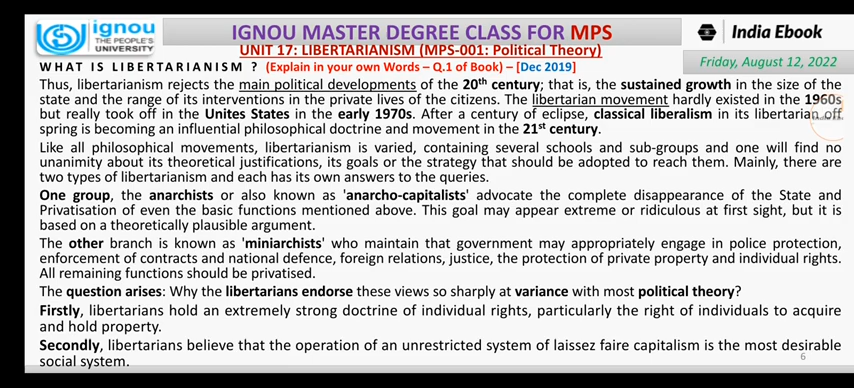 ignou
THE PEOPLE'S
UNIVERSITY
IGNOU MASTER DEGREE CLASS FOR MPS
UNIT 17: LIBERTARIANISM (MPS-001: Political Theory)
India Ebook
Friday, August 12, 2022
WHAT IS LIBERTARIANISM ? (Explain in your own Words – Q.1 of Book) – [Dec 2019]
Thus, libertarianism rejects the main political developments of the 20th century; that is, the sustained growth in the size of the
state and the range of its interventions in the private lives of the citizens. The libertarian movement hardly existed in the 1960s
but really took off in the Unites States in the early 1970s. After a century of eclipse, classical liberalism in its libertarian off
spring is becoming an influential philosophical doctrine and movement in the 21st century.
Like all philosophical movements, libertarianism is varied, containing several schools and sub-groups and one will find no
unanimity about its theoretical justifications, its goals or the strategy that should be adopted to reach them. Mainly, there are
two types of libertarianism and each has its own answers to the queries.
One group, the anarchists or also known as 'anarcho-capitalists' advocate the complete disappearance of the State and
Privatisation of even the basic functions mentioned above. This goal may appear extreme or ridiculous at first sight, but it is
based on a theoretically plausible argument.
The other branch is known as 'miniarchists' who maintain that government may appropriately engage in police protection,
enforcement of contracts and national defence, foreign relations, justice, the protection of private property and individual rights.
All remaining functions should be privatised.
The question arises: Why the libertarians endorse these views so sharply at variance with most political theory?
Firstly, libertarians hold an extremely strong doctrine of individual rights, particularly the right of individuals to acquire
and hold property.
Secondly, libertarians believe that the operation of an unrestricted system of laissez faire capitalism is the most desirable
social system.
6